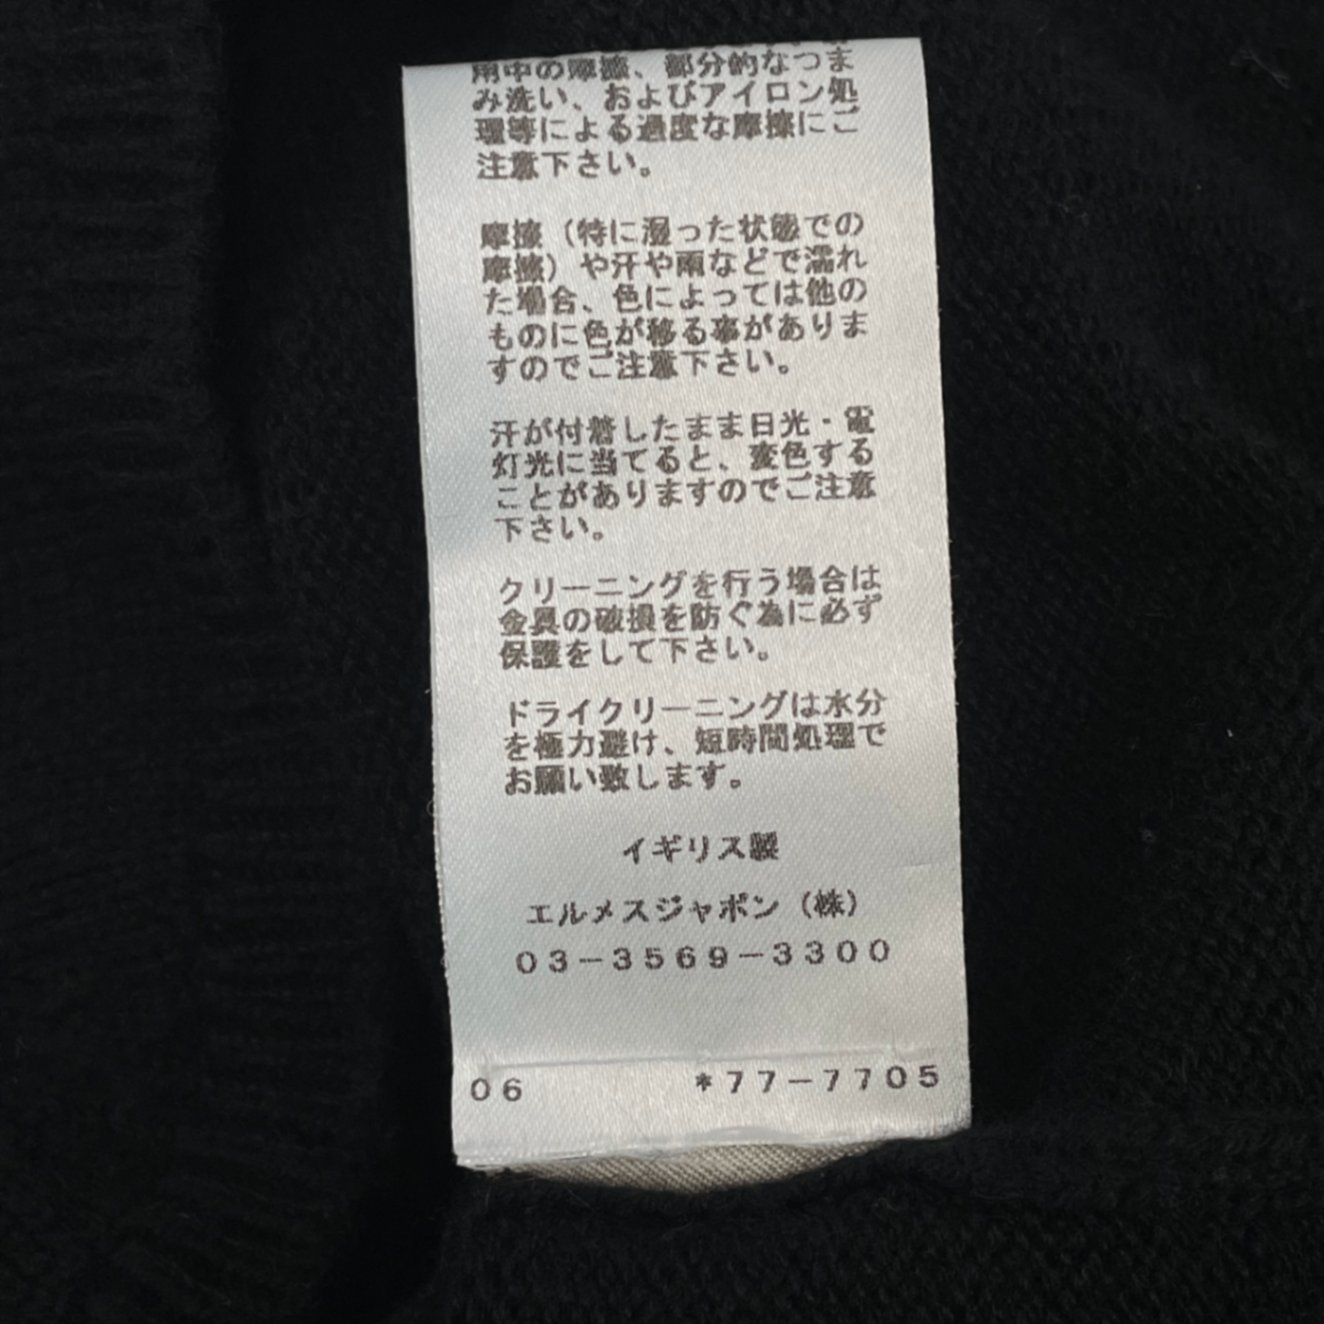 用中の摩擦、部分的なつま
み洗い、およびアイロン処
理等による過度な摩擦にご
注意下さい。
摩擦（特に湿った状態での
摩擦）や汗や雨などで濡れ
た場合、色によっては他の
ものに色が移る事がありま
すのでご注意下さい。
汗が付着したまま日光・電
灯光に当てると、変色する
ことがありますのでご注意
下さい。
クリーニングを行う場合は
金具の破損を防ぐ為に必ず
保護をして下さい。
ドライクリーニングは水分
を極力避け、短時間処理で
お願い致します。
イギリス製
エルメスジャポン（株）
03-3569-3300
06 *77-7705